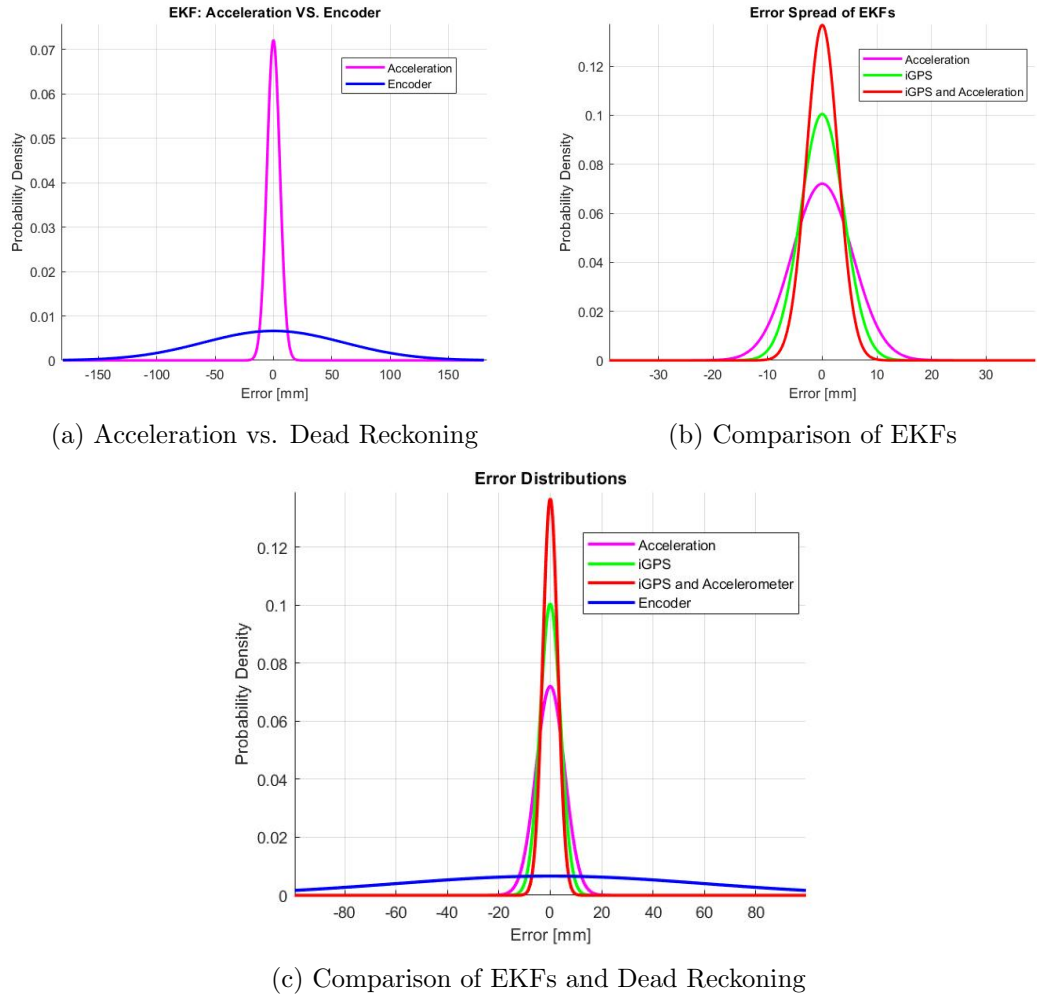 EKF: Acceleration VS. Encoder
Probability Density
0.07
0.06
0.05
0.04
0.03
0.02
0.01
0
Acceleration
Encoder
-150 -100 -50 0 50 100 150
Error [mm]
(a) Acceleration vs. Dead Reckoning
Error Spread of EKFs
Probability Density
0.12
0.1
0.08
0.06
0.04
0.02
0
Acceleration
iGPS
iGPS and Acceleration
-30 -20 -10 0 10 20 30
Error [mm]
(b) Comparison of EKFs
Error Distributions
Probability Density
0.12
0.1
0.08
0.06
0.04
0.02
0
Acceleration
iGPS
iGPS and Accelerometer
Encoder
-80 -60 -40 -20 0 20 40 60 80
Error [mm]
(c) Comparison of EKFs and Dead Reckoning